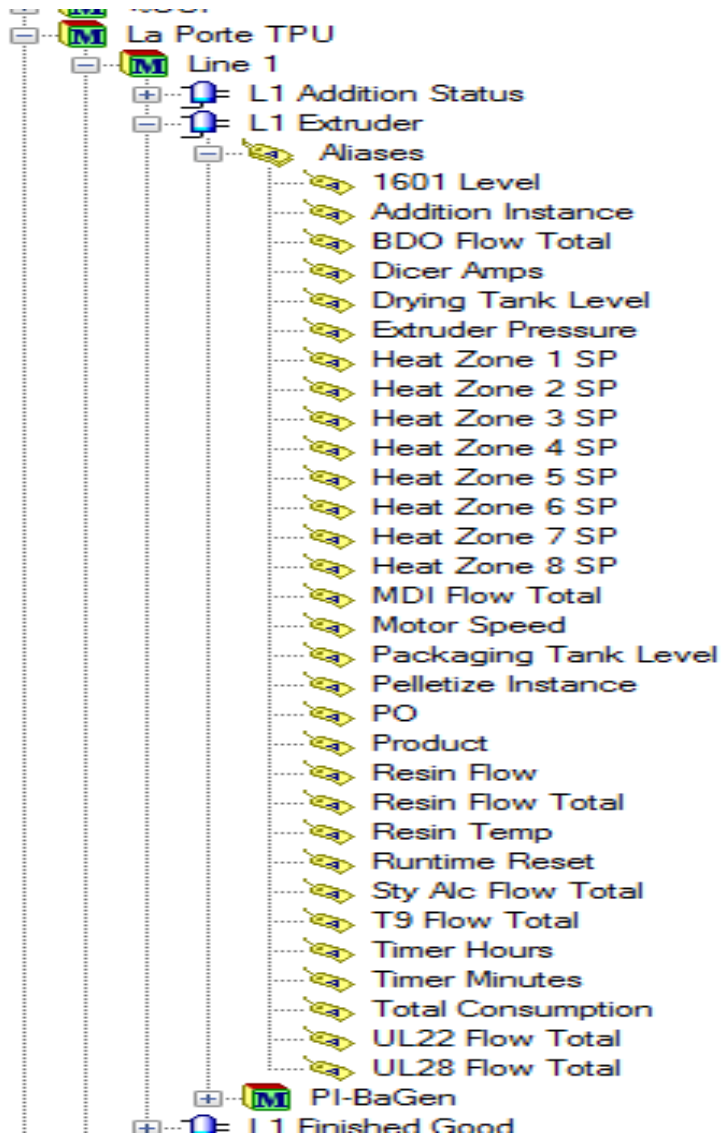 La Porte TPU
Line 1
L1 Addition Status
L1 Extruder
Aliases
1601 Level
Addition Instance
BDO Flow Total
Dicer Amps
Drying Tank Level
Extruder Pressure
Heat Zone 1 SP
Heat Zone 2 SP
Heat Zone 3 SP
Heat Zone 4 SP
Heat Zone 5 SP
Heat Zone 6 SP
Heat Zone 7 SP
Heat Zone 8 SP
MDI Flow Total
Motor Speed
Packaging Tank Level
Pelletize Instance
PO
Product
Resin Flow
Resin Flow Total
Resin Temp
Runtime Reset
Sty Alc Flow Total
T9 Flow Total
Timer Hours
Timer Minutes
Total Consumption
UL22 Flow Total
UL28 Flow Total
PI-BaGen
L1 Finished Good